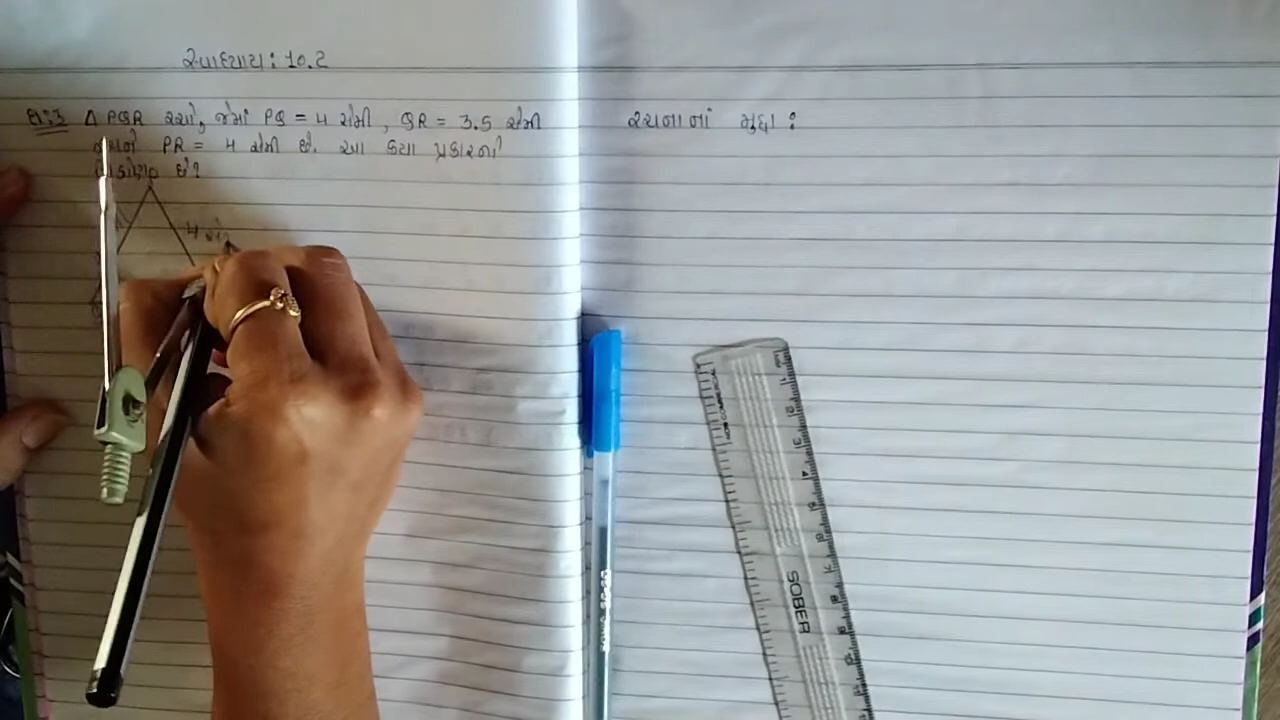 સ્વાધ્યાય: 10.2
દા:3 Δ PQR રચો, જેમાં PQ = 4 સેમી, QR = 3.5 સેમી
અને PR = 4 સેમી છે. આ કયા પ્રકારનો
ત્રિકોણ છે?
P
4 સેમી
રચનાનાં મુદ્દા:
SOBER